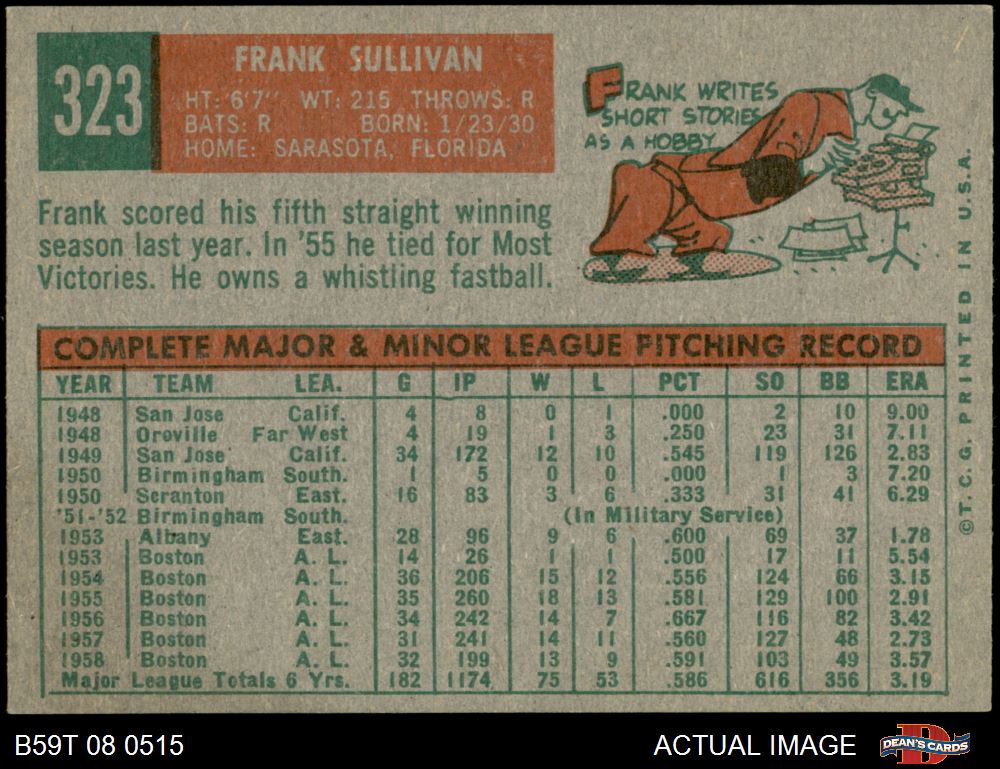 323
FRANK SULLIVAN
HT: 6'7" WT: 215 THROWS: R
BATS: R BORN: 1/23/30
HOME: SARASOTA, FLORIDA
FRANK WRITES
SHORT STORIES
AS A HOBBY
Frank scored his fifth straight winning
season last year. In '55 he tied for Most
Victories. He owns a whistling fastball.
COMPLETE MAJOR & MINOR LEAGUE PITCHING RECORD
YEAR TEAM LEA. G IP W L PCT SO BB ERA
1948 San Jose Calif. 4 8 0 1 .000 2 10 9.00
1948 Oroville Far West 4 19 1 3 .250 23 31 7.11
1949 San Jose Calif. 34 172 12 10 .545 119 126 2.83
1950 Birmingham South. 1 5 0 0 .000 1 3 7.20
1950 Scranton East. 16 83 3 6 .333 31 41 6.29
'51-'52 Birmingham South. (In Military Service)
1953 Albany East. 28 96 9 6 .600 69 37 1.78
1953 Boston A. L. 14 26 1 1 .500 17 11 5.54
1954 Boston A. L. 36 206 15 12 .556 124 66 3.15
1955 Boston A. L. 35 260 18 13 .581 129 100 2.91
1956 Boston A. L. 34 242 14 7 .667 116 82 3.42
1957 Boston A. L. 31 241 14 11 .560 127 48 2.73
1958 Boston A. L. 32 199 13 9 .591 103 49 3.57
Major League Totals 6 Yrs. 182 1174 75 53 .586 616 356 3.19
©T.C.G. PRINTED IN U.S.A.
B59T 08 0515
ACTUAL IMAGE
DEAN'S CARDS